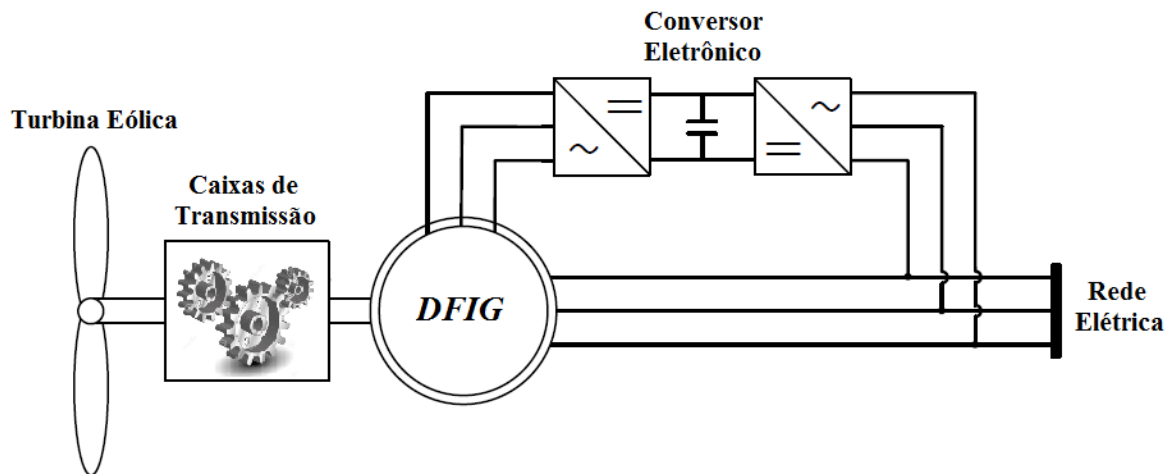 Conversor
Eletrônico
Turbina Eólica
Caixas de
Transmissão
DFIG
Rede
Elétrica